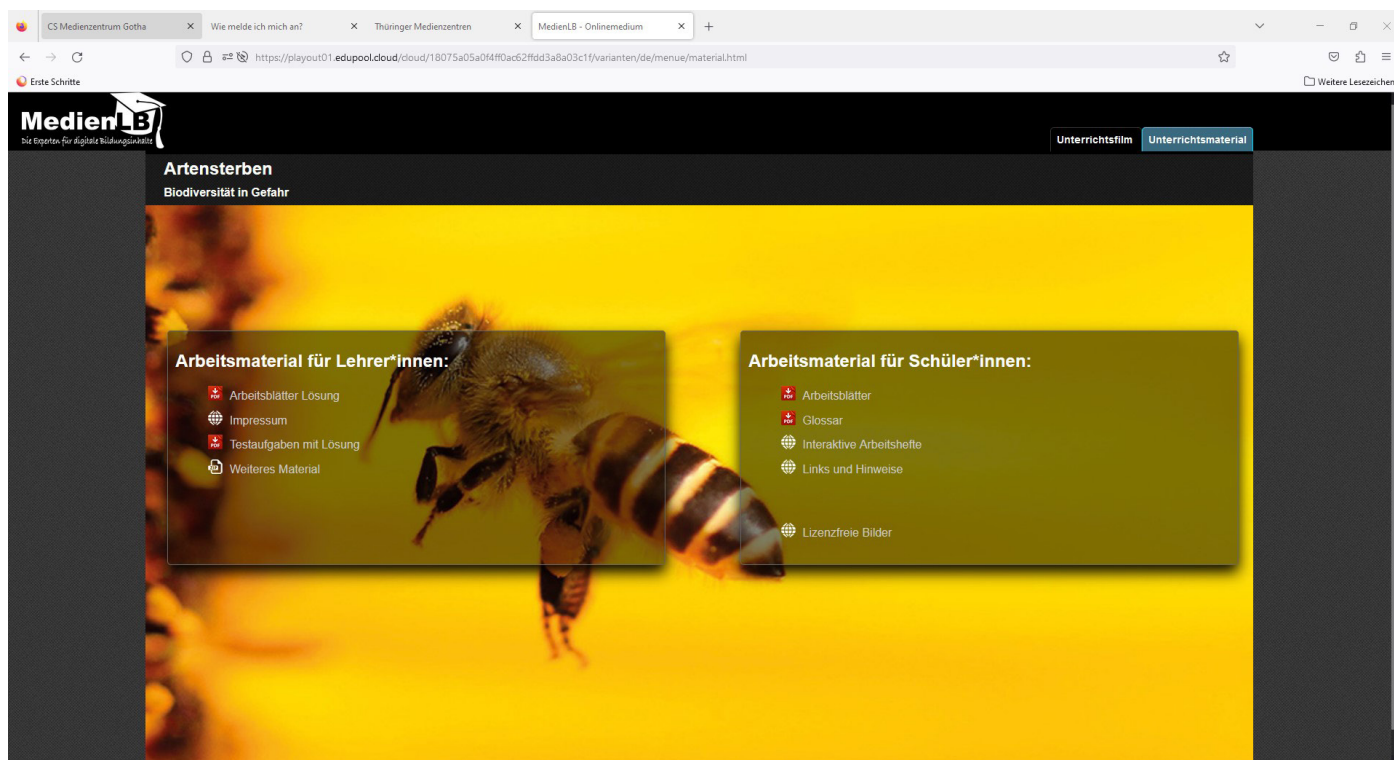 CS Medienzentrum Gotha
Wie melde ich mich an?
Thüringer Medienzentren
MedienLB - Onlinemedium
https://playout01.edupool.cloud/cloud/18075a05a0f4ff0ac62ffdd3a8a03c1f/varianten/de/menue/material.html
Erste Schritte
Weitere Lesezeichen
MedienLB
Die Experten für digitale Bildungsinhalte
Unterrichtsfilm
Unterrichtsmaterial
Artensterben
Biodiversität in Gefahr
Arbeitsmaterial für Lehrer*innen:
Arbeitsblätter Lösung
Impressum
Testaufgaben mit Lösung
Weiteres Material
Arbeitsmaterial für Schüler*innen:
Arbeitsblätter
Glossar
Interaktive Arbeitshefte
Links und Hinweise
Lizenzfreie Bilder